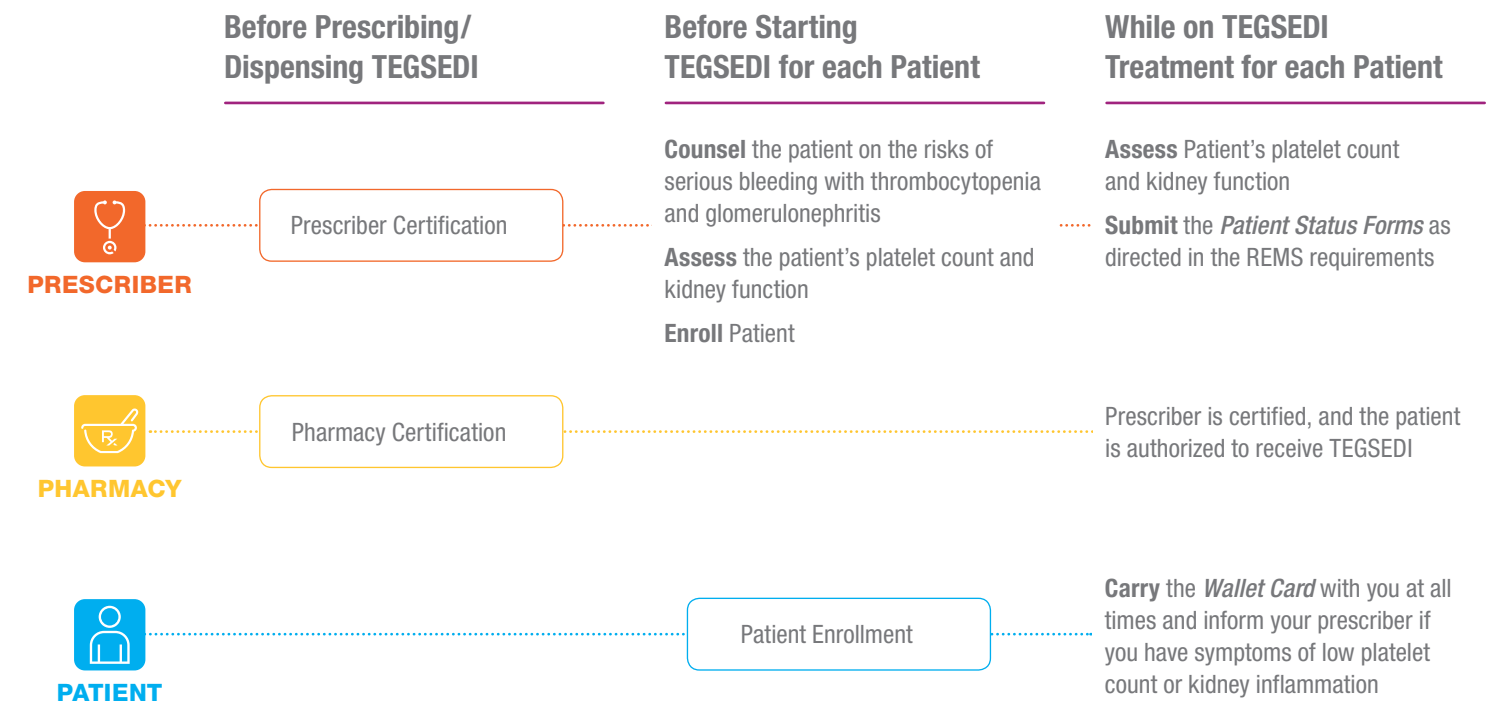 Before Prescribing/
Dispensing TEGSEDI
Before Starting
TEGSEDI for each Patient
While on TEGSEDI
Treatment for each Patient
PRESCRIBER
Prescriber Certification
Counsel the patient on the risks of
serious bleeding with thrombocytopenia
and glomerulonephritis
Assess the patient's platelet count and
kidney function
Enroll Patient
Assess Patient's platelet count
and kidney function
Submit the Patient Status Forms as
directed in the REMS requirements
Rx
PHARMACY
Pharmacy Certification
Prescriber is certified, and the patient
is authorized to receive TEGSEDI
PATIENT
Patient Enrollment
Carry the Wallet Card with you at all
times and inform your prescriber if
you have symptoms of low platelet
count or kidney inflammation